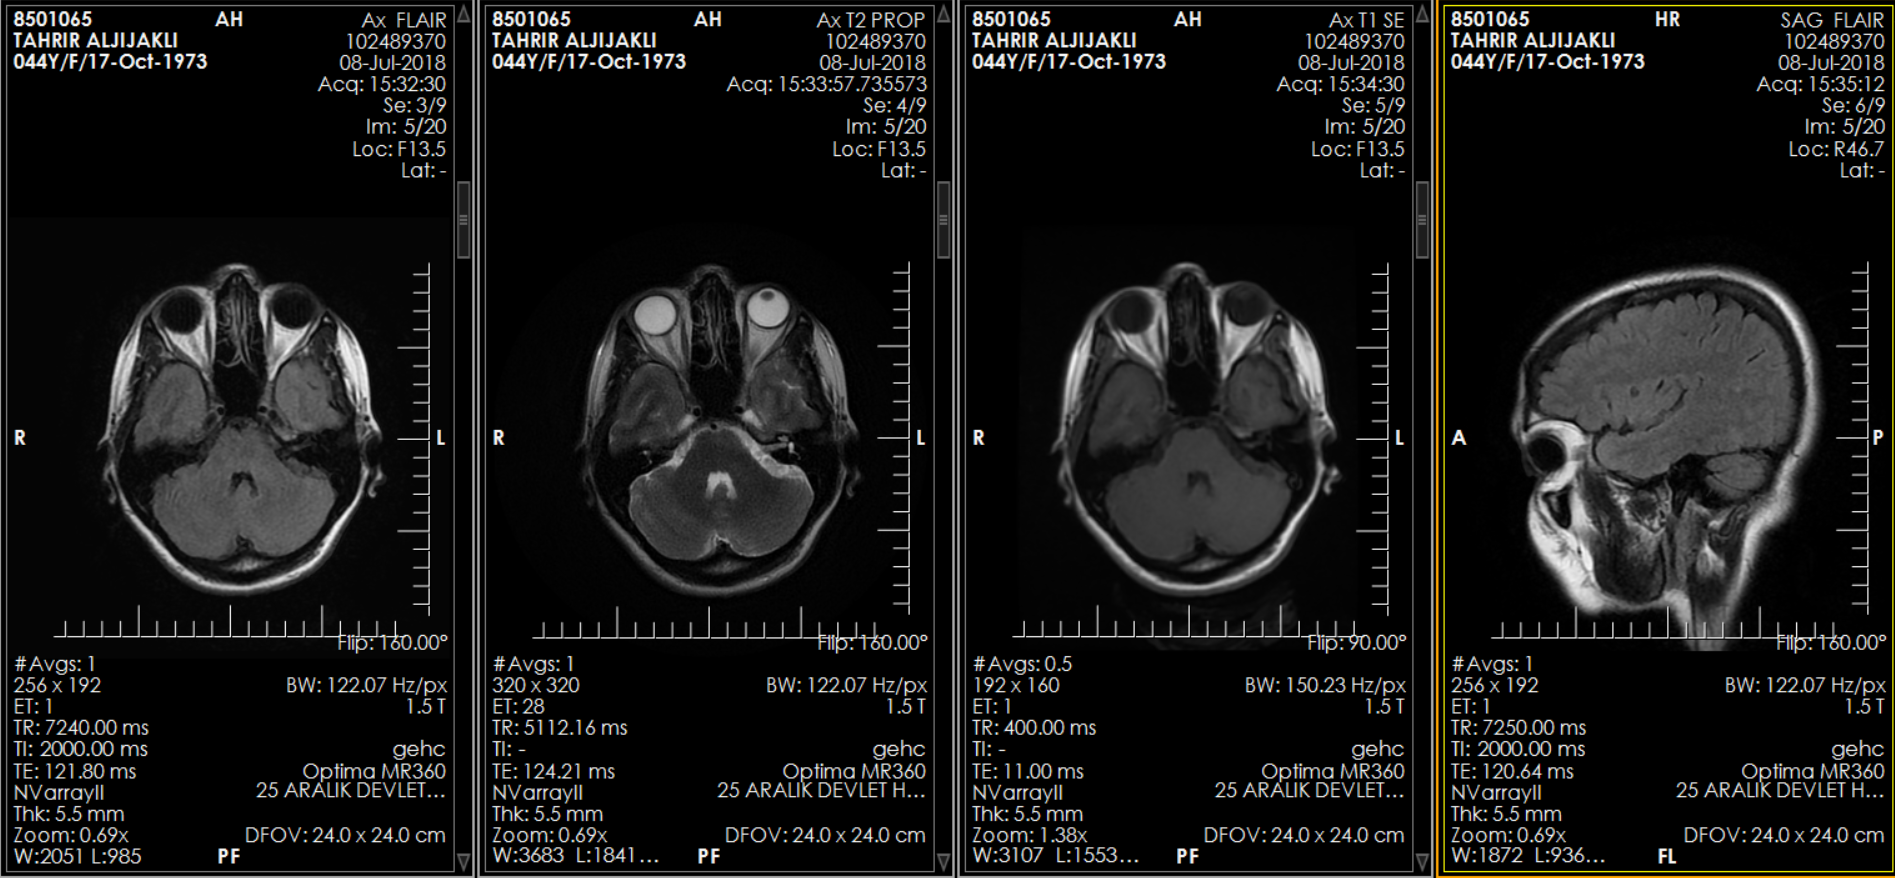 8501065 AH Ax FLAIR
TAHRIR ALJIJAKLI 102489370
044Y/F/17-Oct-1973 08-Jul-2018
Acq: 15:32:30
Se: 3/9
Im: 5/20
Loc: F13.5
Lat: -
R L
Flip: 160.00°
#Avgs: 1
256 x 192 BW: 122.07 Hz/px
ET: 1 1.5 T
TR: 7240.00 ms
TI: 2000.00 ms gehc
TE: 121.80 ms Optima MR360
NVarrayII 25 ARALIK DEVLET...
Thk: 5.5 mm
Zoom: 0.69x DFOV: 24.0 x 24.0 cm
W:2051 L:985 PF
8501065 AH Ax T2 PROP
TAHRIR ALJIJAKLI 102489370
044Y/F/17-Oct-1973 08-Jul-2018
Acq: 15:33:57.735573
Se: 4/9
Im: 5/20
Loc: F13.5
Lat: -
R L
Flip: 160.00°
#Avgs: 1
320 x 320 BW: 122.07 Hz/px
ET: 28 1.5 T
TR: 5112.16 ms
TI: - gehc
TE: 124.21 ms Optima MR360
NVarrayII 25 ARALIK DEVLET H...
Thk: 5.5 mm
Zoom: 0.69x DFOV: 24.0 x 24.0 cm
W:3683 L:1841... PF
8501065 AH Ax T1 SE
TAHRIR ALJIJAKLI 102489370
044Y/F/17-Oct-1973 08-Jul-2018
Acq: 15:34:30
Se: 5/9
Im: 5/20
Loc: F13.5
Lat: -
R L
Flip: 90.00°
#Avgs: 0.5
192 x 160 BW: 150.23 Hz/px
ET: 1 1.5 T
TR: 400.00 ms
TI: - gehc
TE: 11.00 ms Optima MR360
NVarrayII 25 ARALIK DEVLET...
Thk: 5.5 mm
Zoom: 1.38x DFOV: 24.0 x 24.0 cm
W:3107 L:1553... PF
8501065 HR SAG FLAIR
TAHRIR ALJIJAKLI 102489370
044Y/F/17-Oct-1973 08-Jul-2018
Acq: 15:35:12
Se: 6/9
Im: 5/20
Loc: R46.7
Lat: -
A P
Flip: 160.00°
#Avgs: 1
256 x 192 BW: 122.07 Hz/px
ET: 1 1.5 T
TR: 7250.00 ms
TI: 2000.00 ms gehc
TE: 120.64 ms Optima MR360
NVarrayII 25 ARALIK DEVLET H...
Thk: 5.5 mm
Zoom: 0.69x DFOV: 24.0 x 24.0 cm
W:1872 L:936... FL